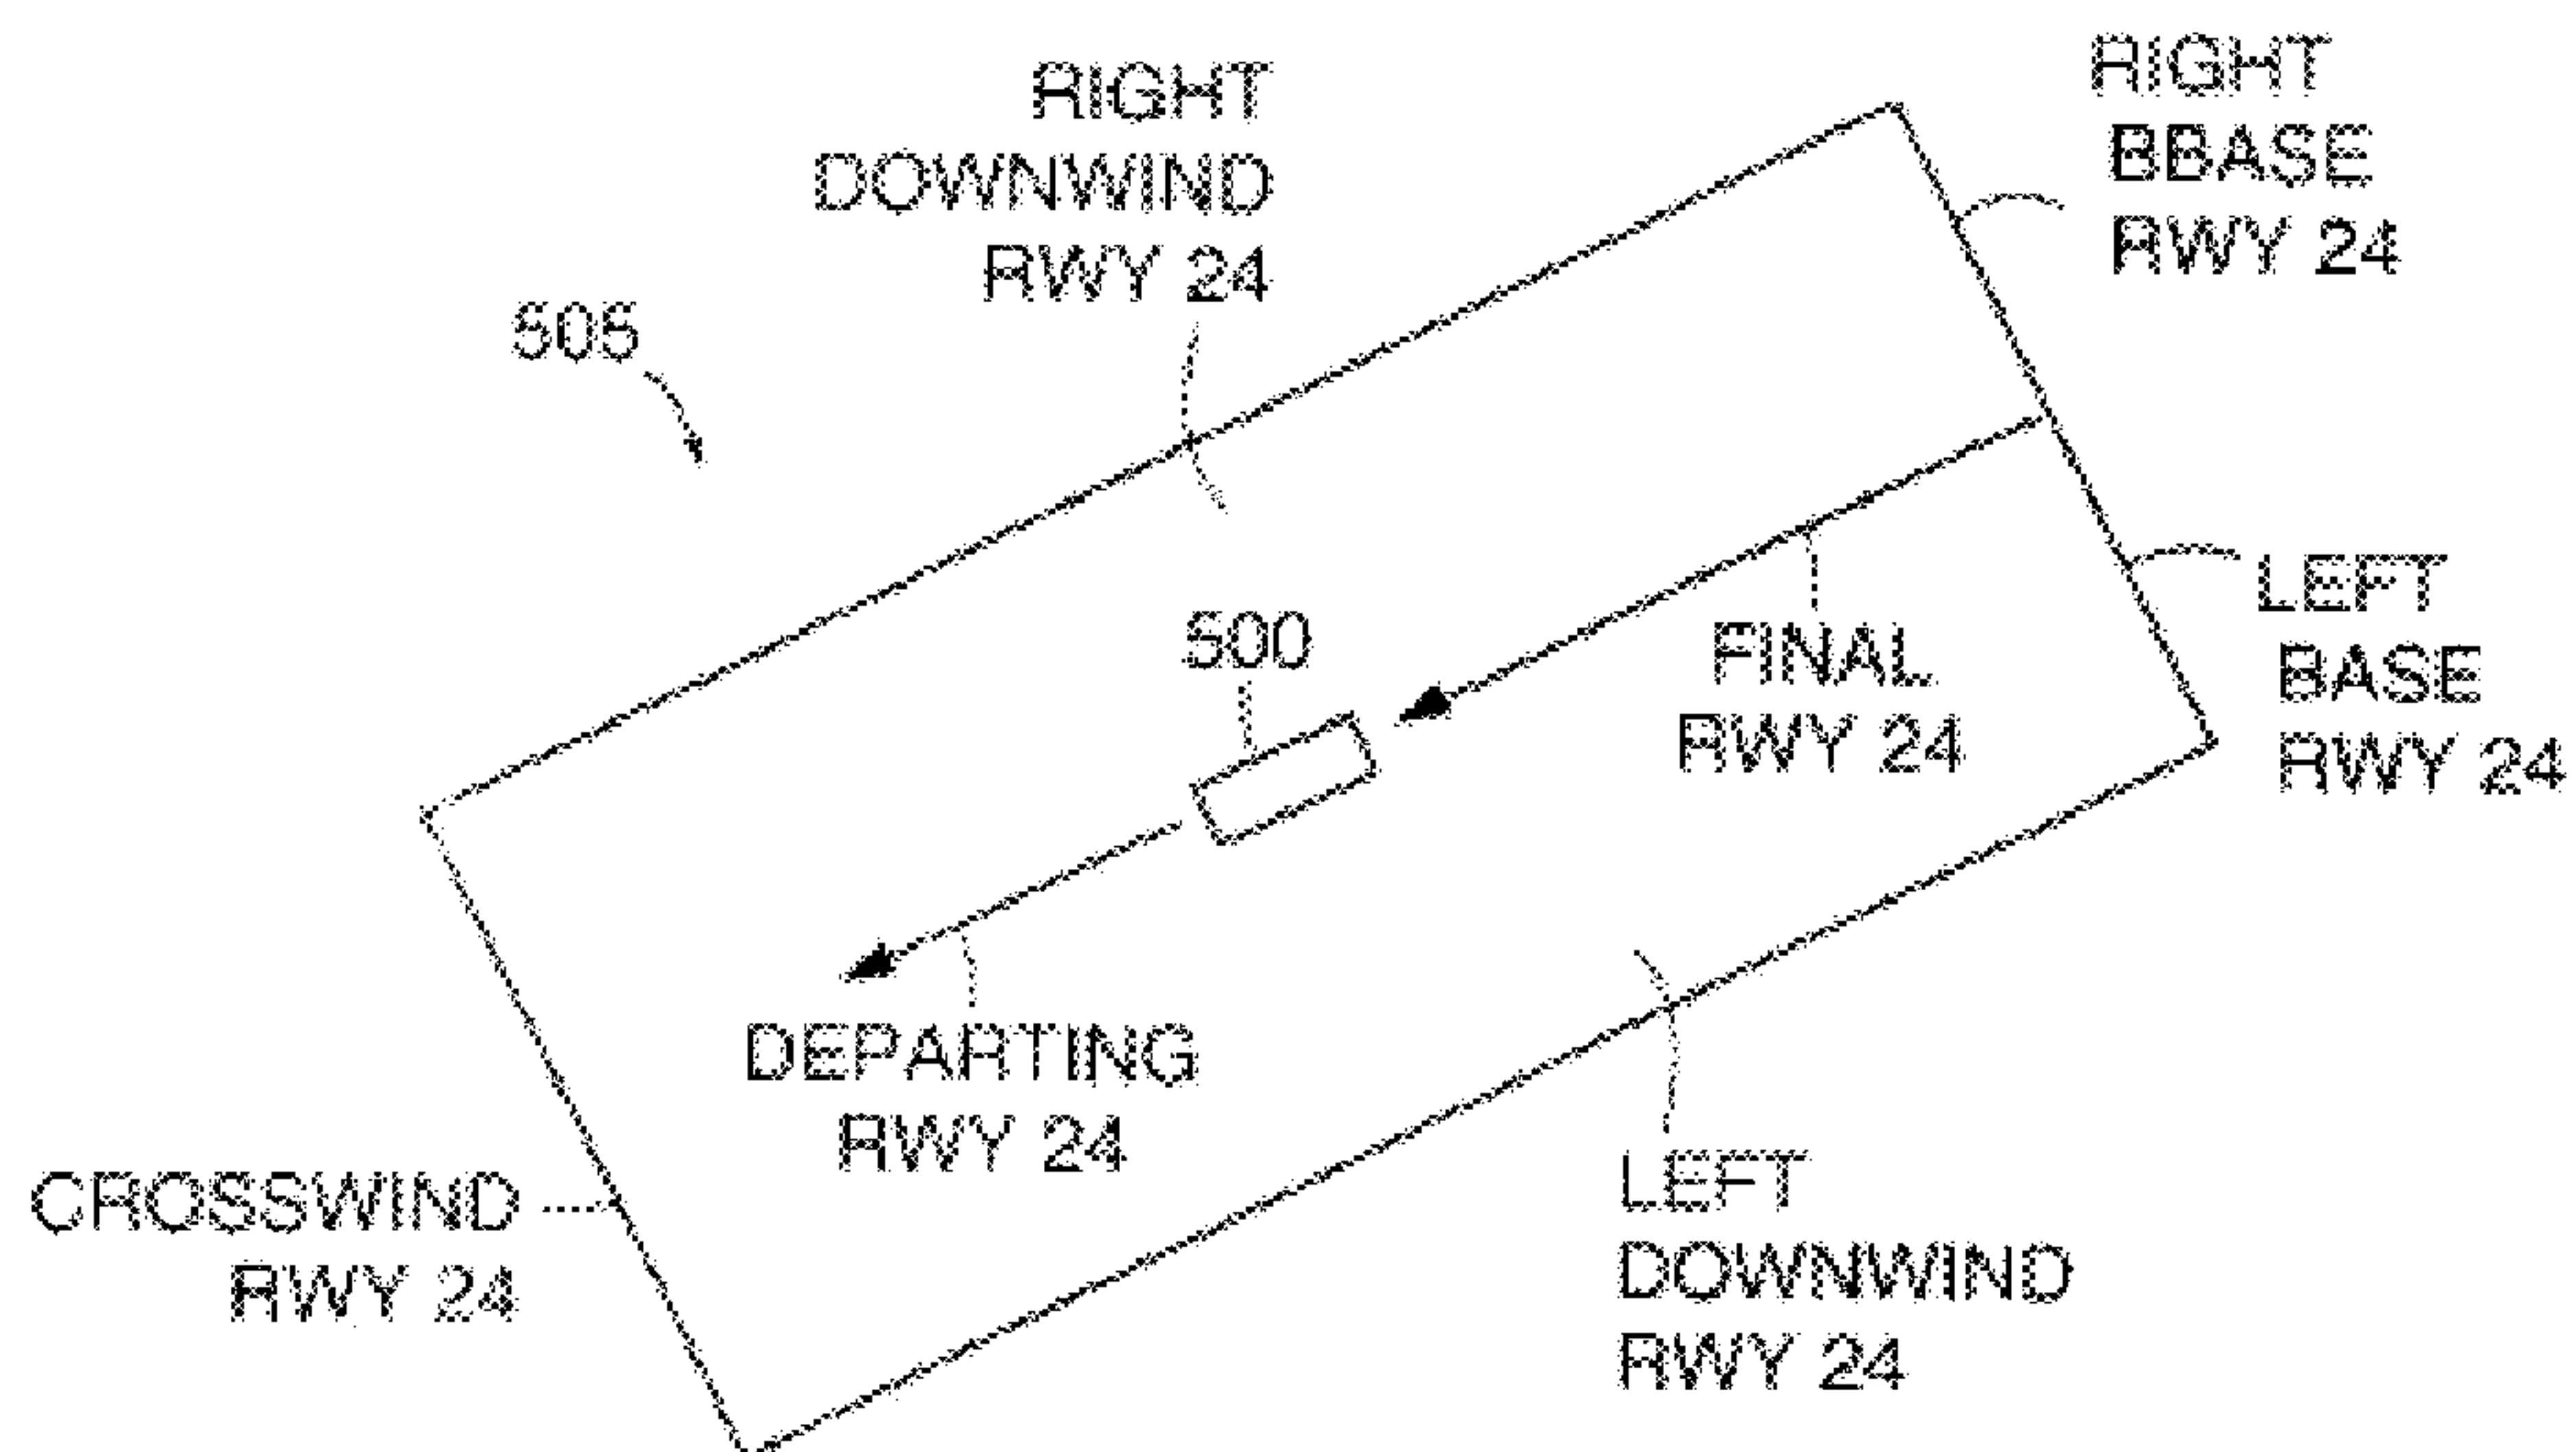 RIGHT
DOWNWIND
RWY 24
RIGHT
BBASE
RWY 24
505
500
FINAL
RWY 24
LEFT
BASE
RWY 24
DEPARTING
RWY 24
CROSSWIND
RWY 24
LEFT
DOWNWIND
RWY 24